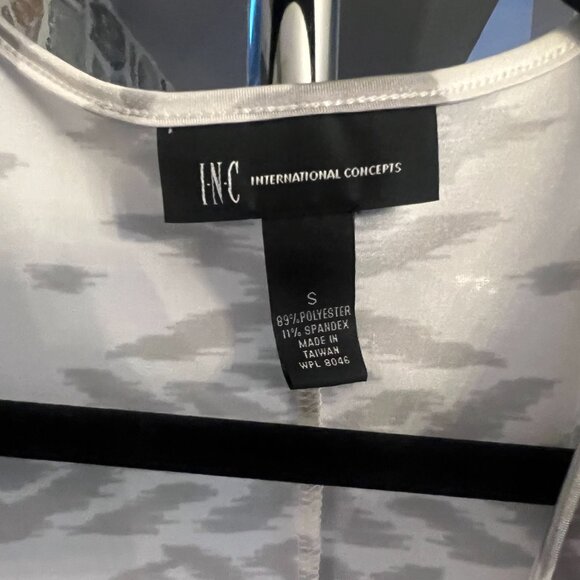 I·N·C INTERNATIONAL CONCEPTS
S
89% POLYESTER
11% SPANDEX
MADE IN
TAIWAN
WPL 8046